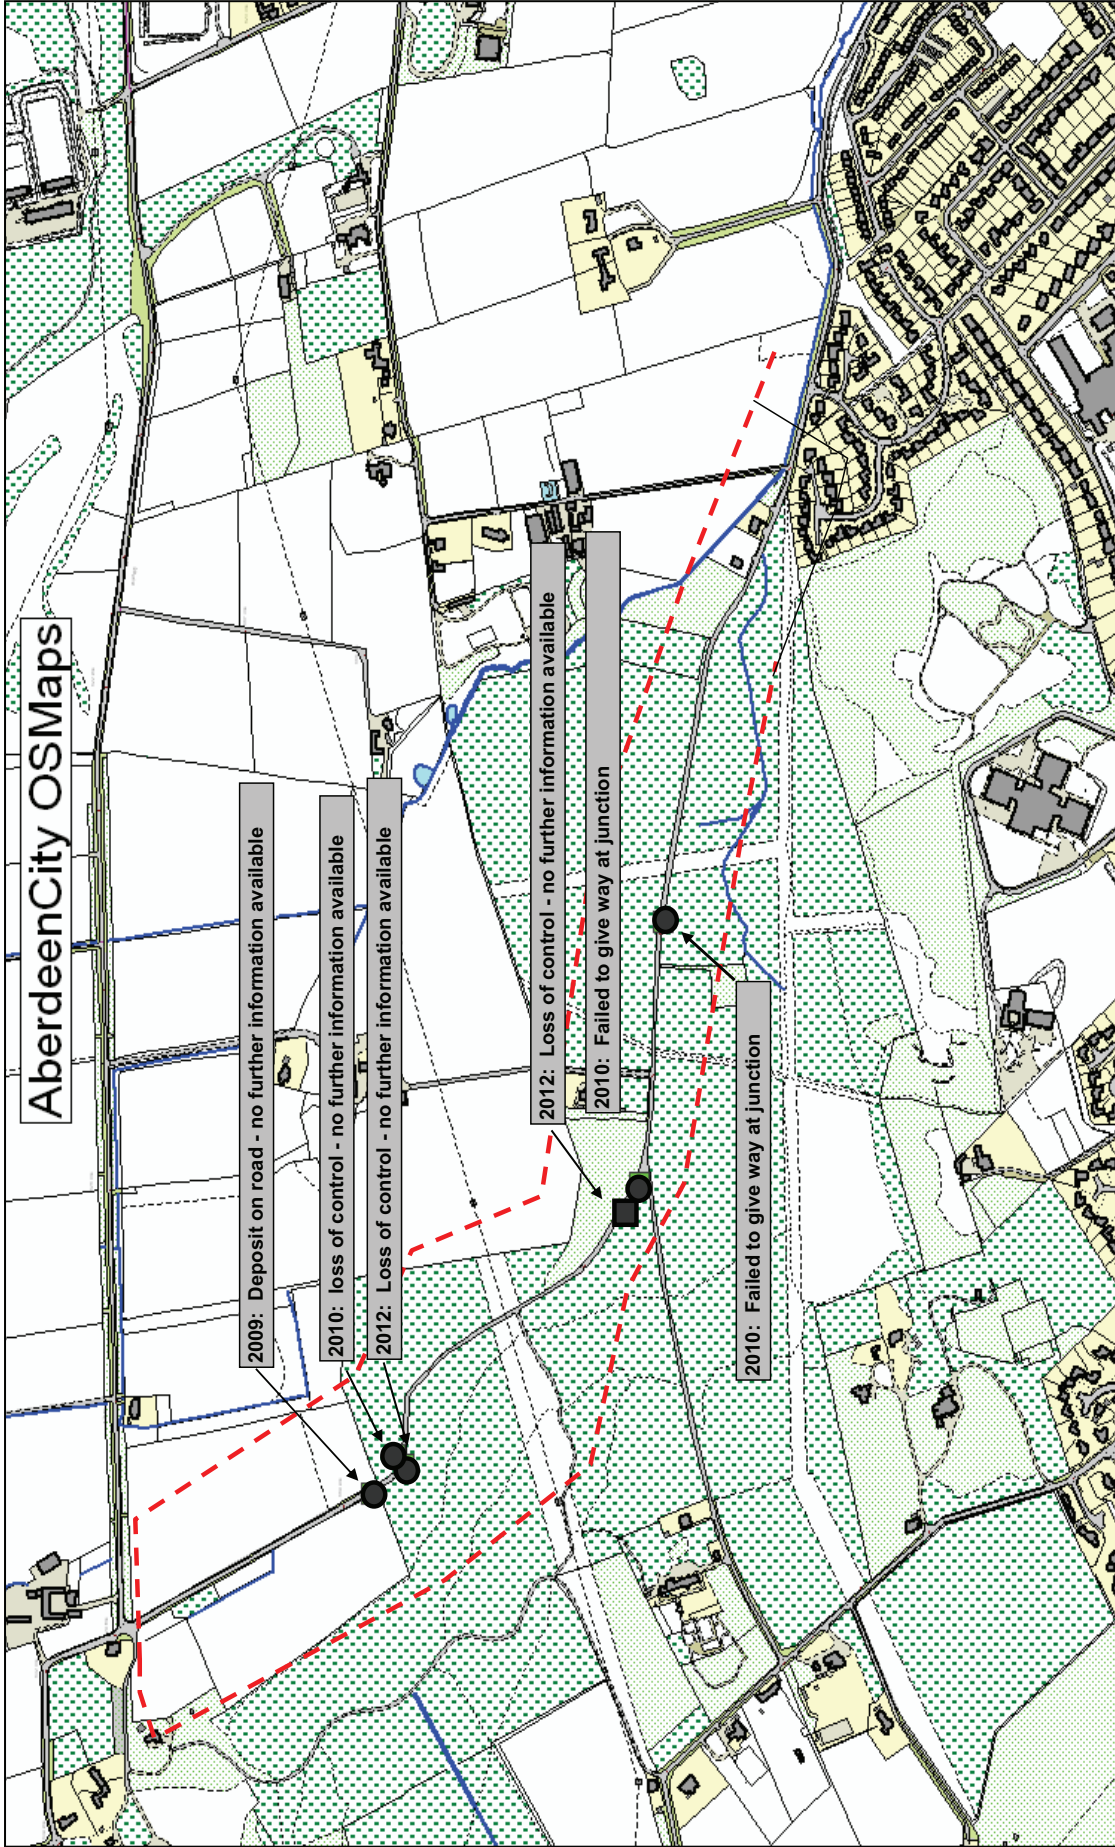 AberdeenCity OSMaps
2009:  Deposit on road - no further information available
2010:  loss of control - no further information available
2012:  Loss of control - no further information available
2012:  Loss of control - no further information available
2010:  Failed to give way at junction
2010:  Failed to give way at junction